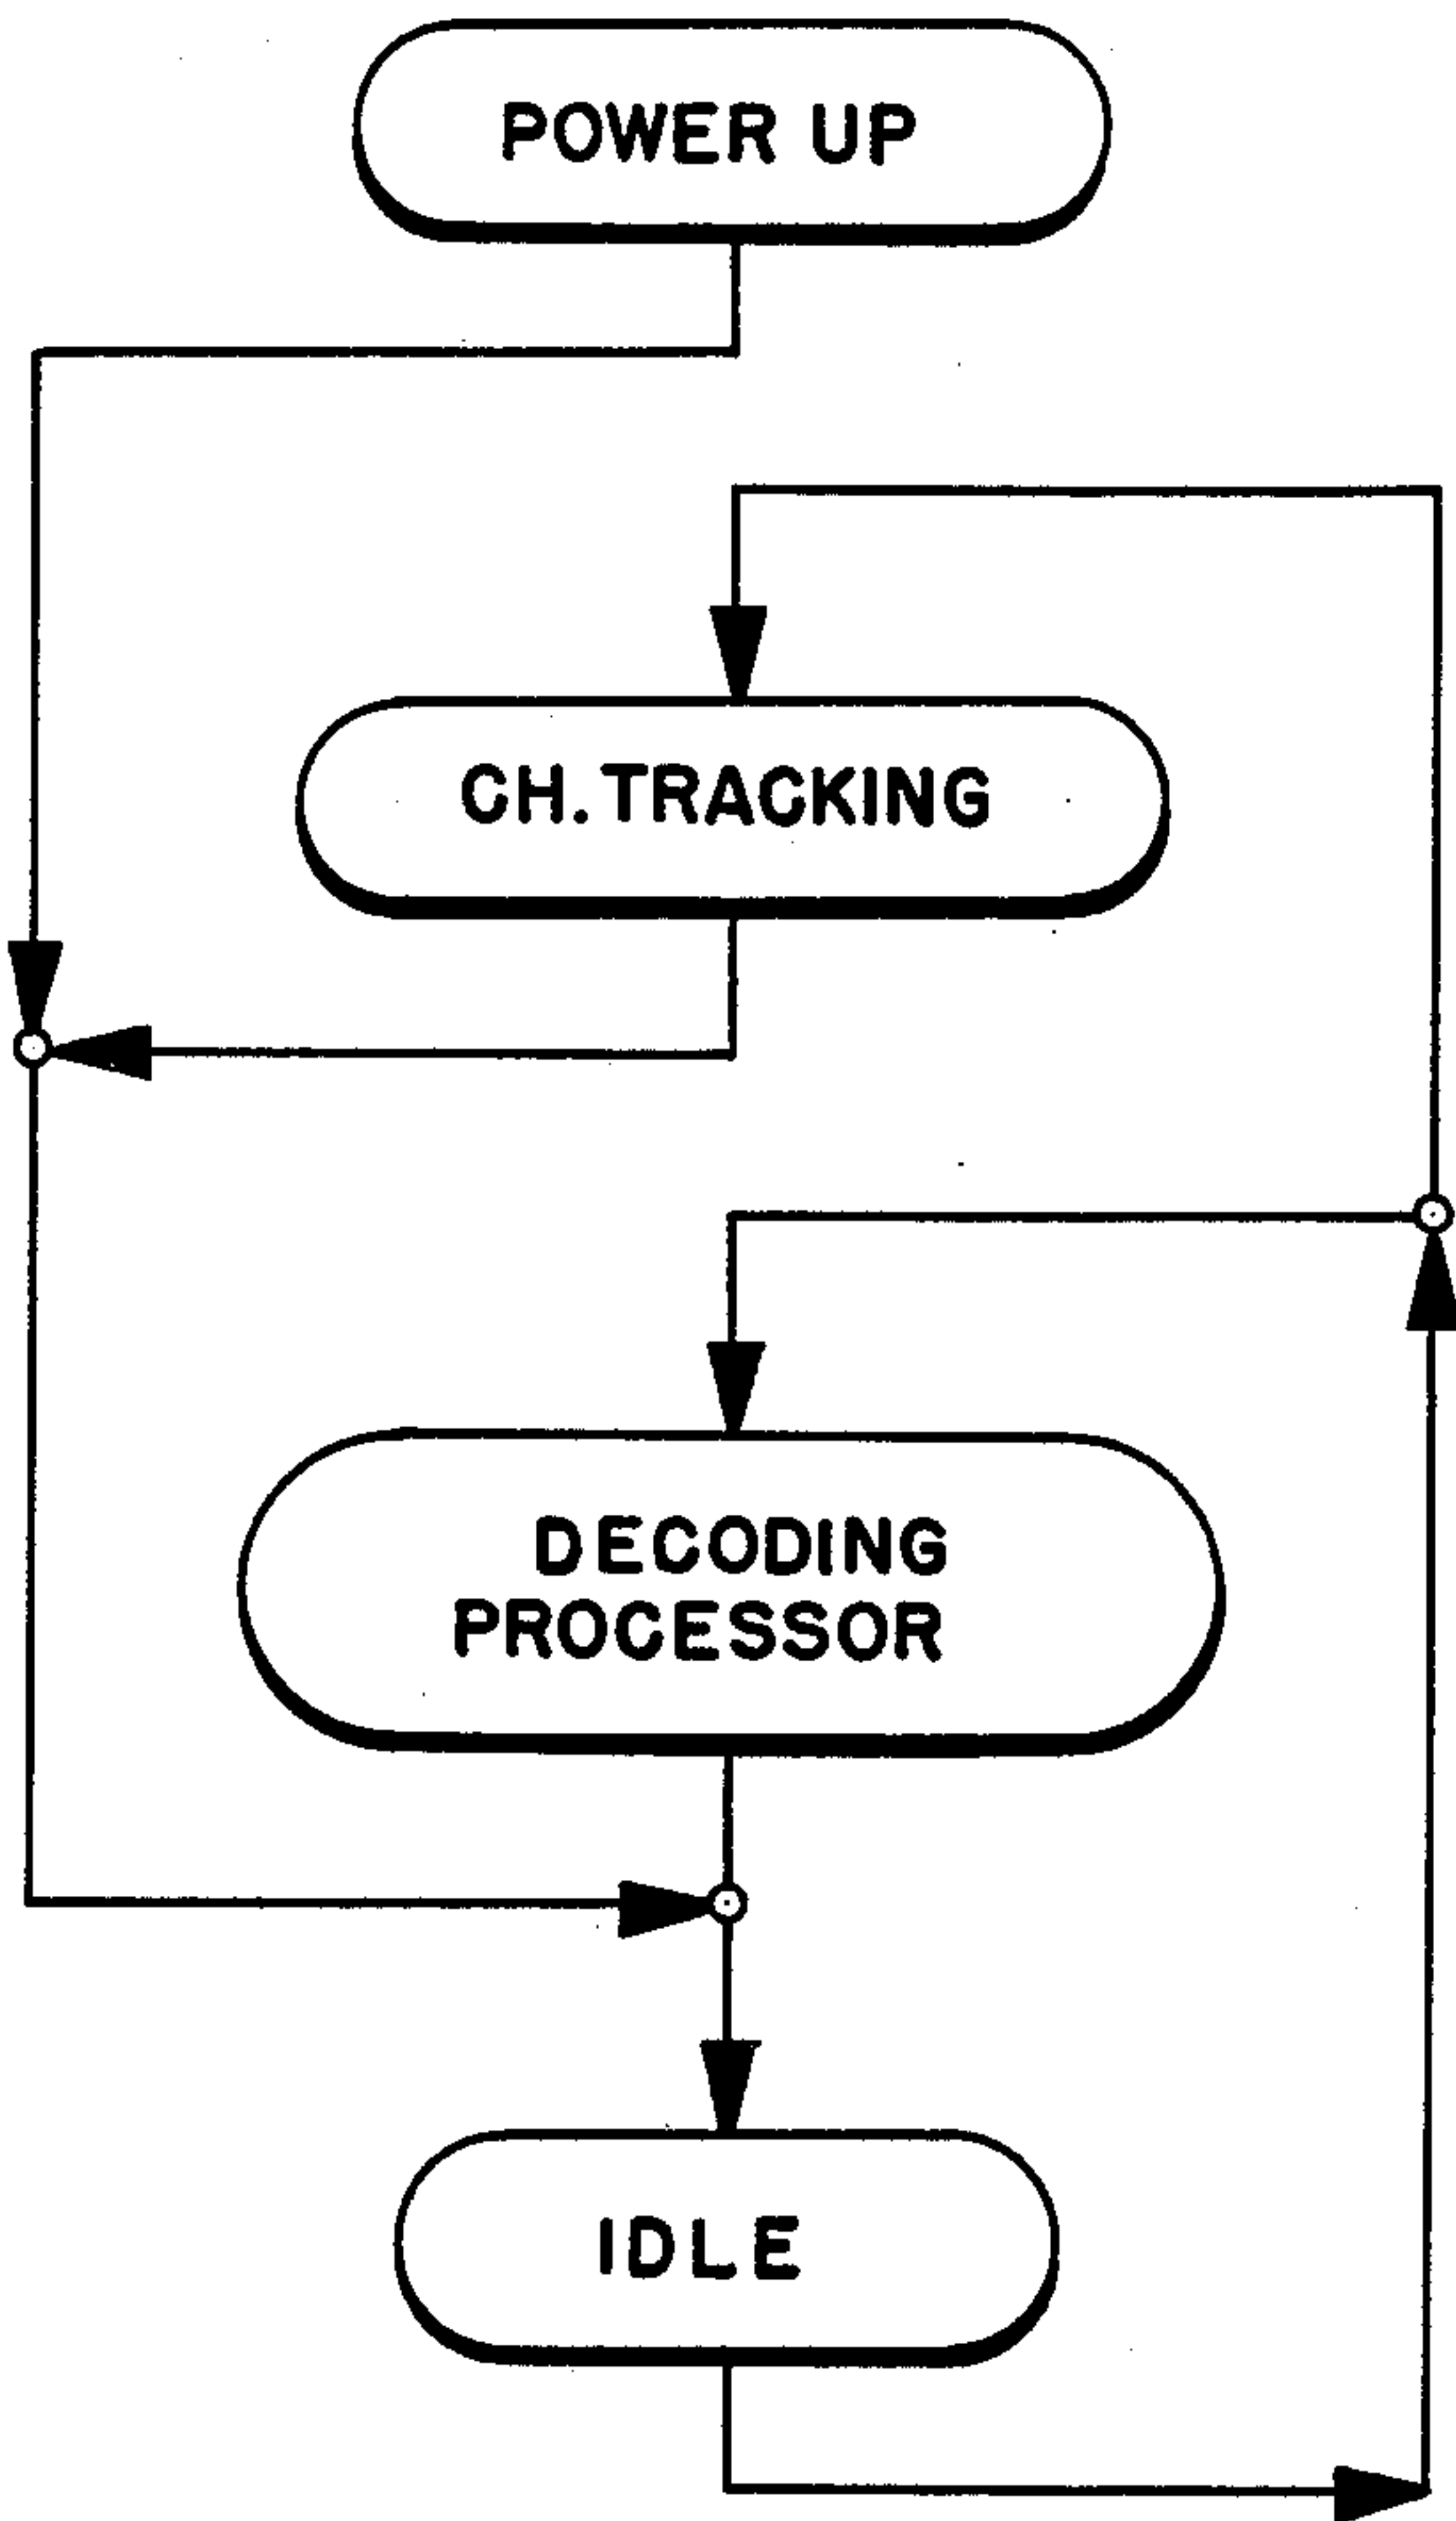 POWER UP
CH. TRACKING
DECODING
PROCESSOR
IDLE